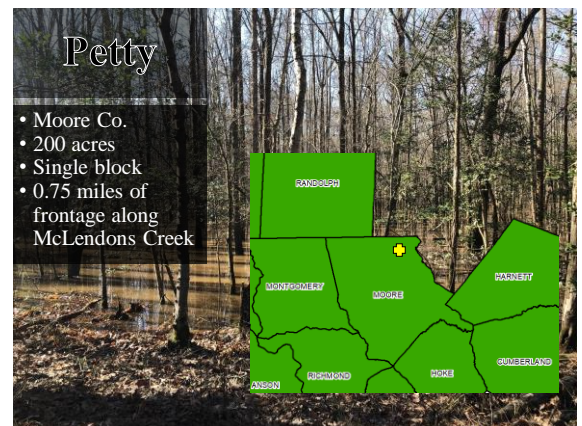 Petty
• Moore Co.
• 200 acres
• Single block
• 0.75 miles of
frontage along
McLendons Creek
RANDOLPH
MONTGOMERY
MOORE
HARNETT
CUMBERLAND
HOKE
RICHMOND
ANSON